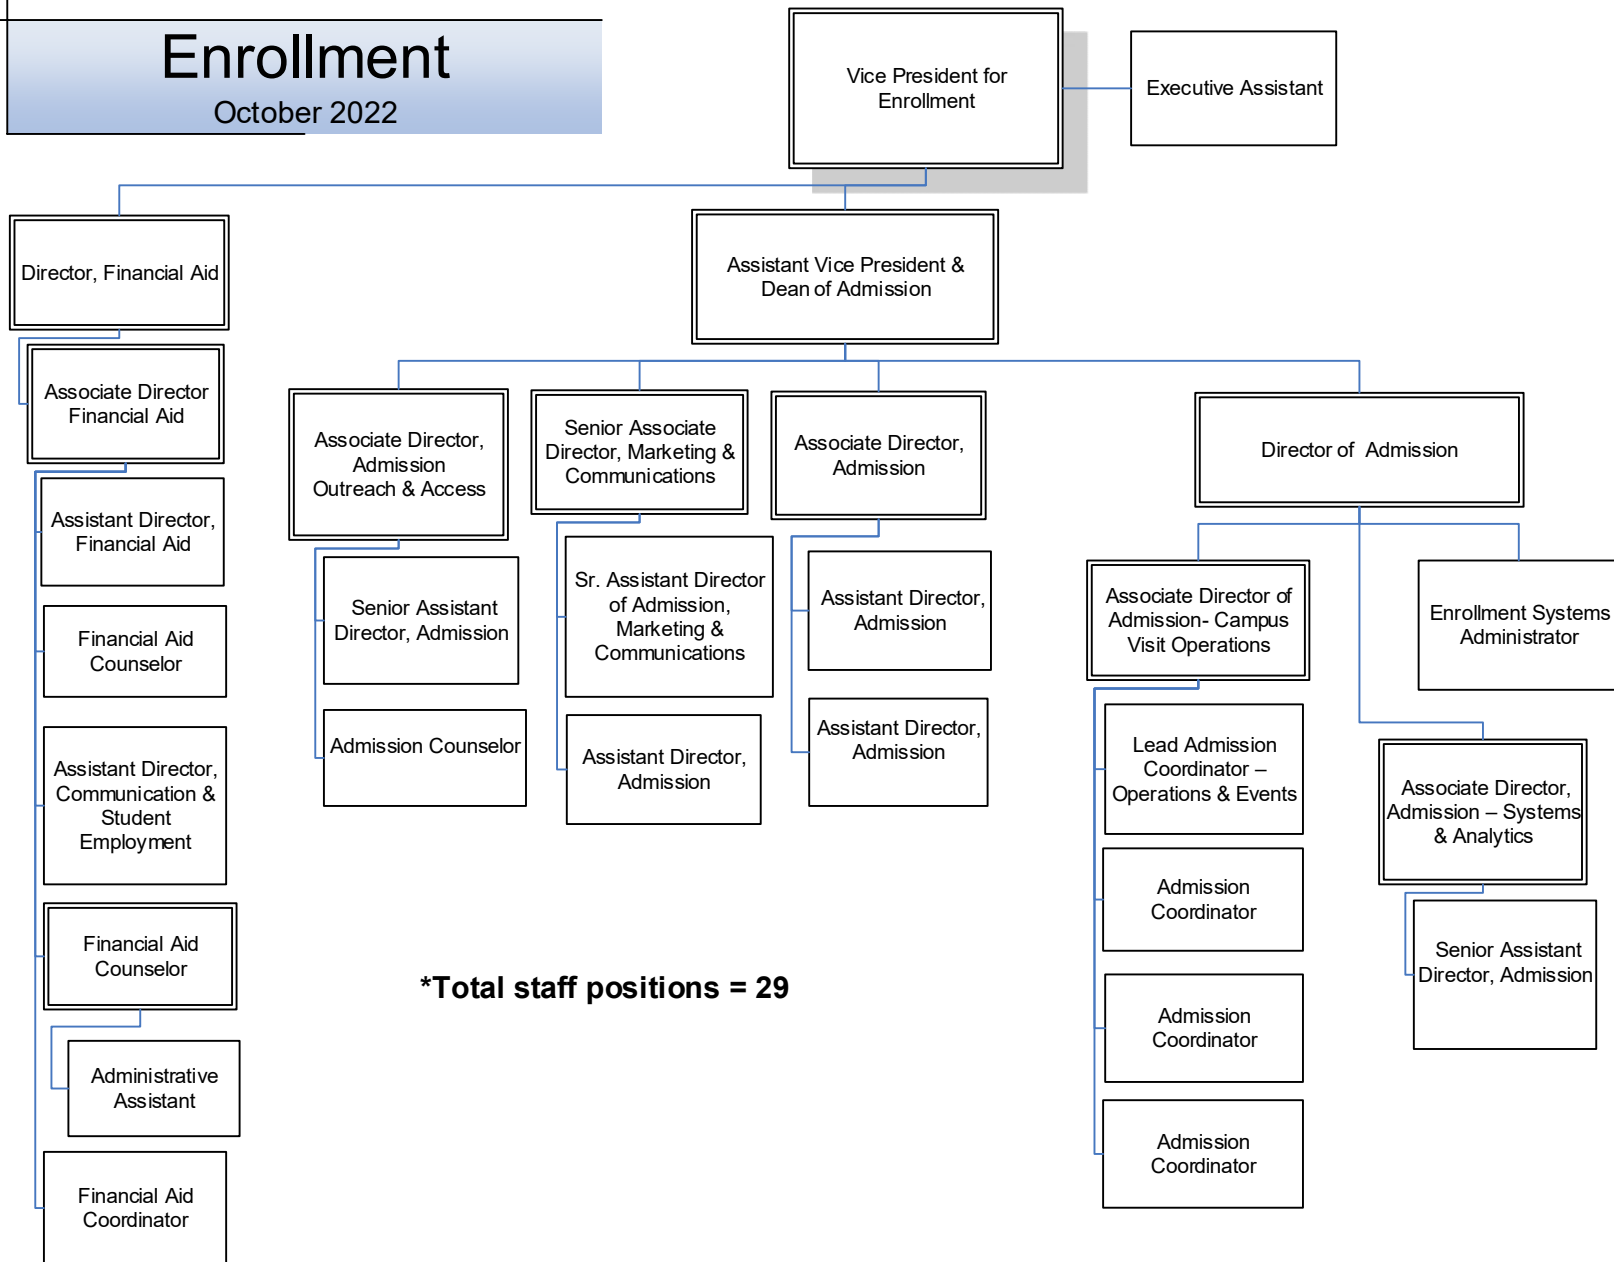 Enrollment
October 2022
Vice President for
Enrollment
Executive Assistant
Director, Financial Aid
Assistant Vice President &
Dean of Admission
Associate Director
Financial Aid
Assistant Director,
Financial Aid
Financial Aid
Counselor
Assistant Director,
Communication &
Student
Employment
Financial Aid
Counselor
Administrative
Assistant
Financial Aid
Coordinator
Associate Director,
Admission
Outreach & Access
Senior Assistant
Director, Admission
Admission Counselor
Senior Associate
Director, Marketing &
Communications
Sr. Assistant Director
of Admission,
Marketing &
Communications
Assistant Director,
Admission
Associate Director,
Admission
Assistant Director,
Admission
Assistant Director,
Admission
Director of Admission
Associate Director of
Admission- Campus
Visit Operations
Lead Admission
Coordinator –
Operations & Events
Admission
Coordinator
Admission
Coordinator
Admission
Coordinator
Enrollment Systems
Administrator
Associate Director,
Admission – Systems
& Analytics
Senior Assistant
Director, Admission
*Total staff positions = 29